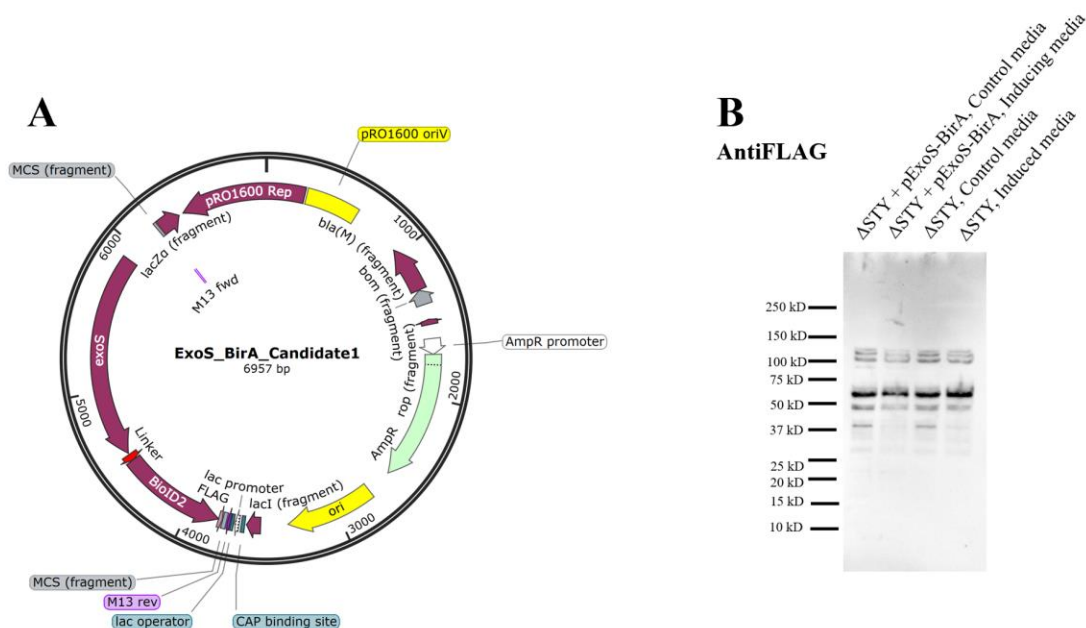 A
MCS (fragment)
pRO1600 oriV
pRO1600 Rep
bla(M) (fragment)
lacZα (fragment)
M13 fwd
bom (fragment)
rop (fragment)
AmpR promoter
AmpR
ori
lacI (fragment)
lac promoter
FLAG
BioID2
Linker
exoS
1000
2000
3000
4000
5000
6000
ExoS_BirA_Candidate1
6957 bp
MCS (fragment)
M13 rev
lac operator
CAP binding site
B
AntiFLAG
ΔSTY + pExoS-BirA, Control media
ΔSTY + pExoS-BirA, Inducing media
ΔSTY, Control media
ΔSTY, Induced media
250 kD
150 kD
100 kD
75 kD
50 kD
37 kD
25 kD
20 kD
15 kD
10 kD